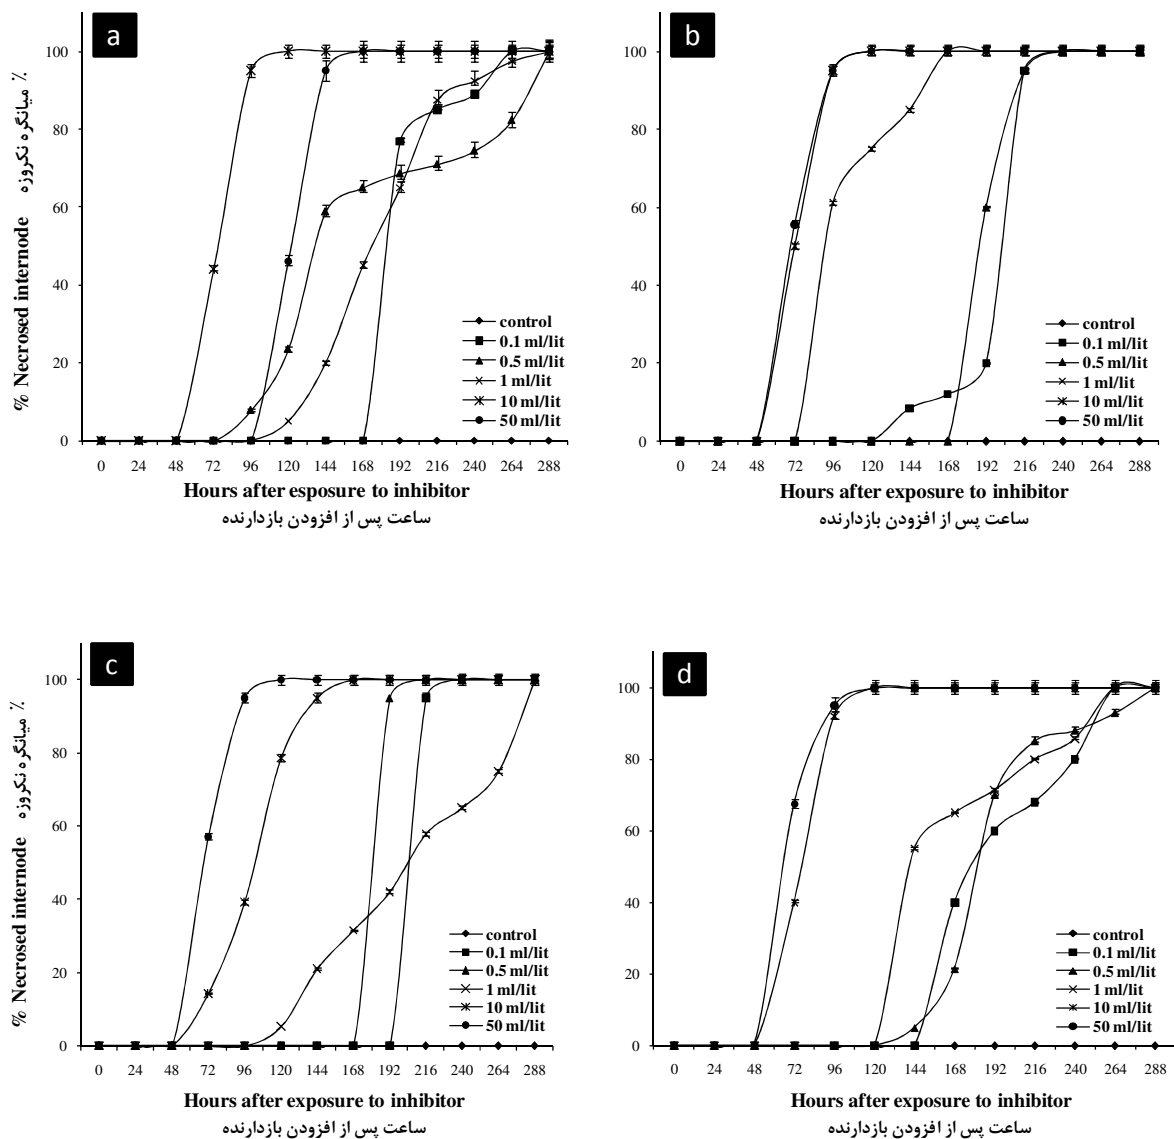 a
100
80
60
40
20
0
% Necrosed internode میانگره نکروزه ٪
control
0.1 ml/lit
0.5 ml/lit
1 ml/lit
10 ml/lit
50 ml/lit
0 24 48 72 96 120 144 168 192 216 240 264 288
Hours after exposure to inhibitor
ساعت پس از افزودن بازدارنده
b
100
80
60
40
20
0
control
0.1 ml/lit
0.5 ml/lit
1 ml/lit
10 ml/lit
50 ml/lit
0 24 48 72 96 120 144 168 192 216 240 264 288
Hours after exposure to inhibitor
ساعت پس از افزودن بازدارنده
c
100
80
60
40
20
0
% Necrosed internode میانگره نکروزه ٪
control
0.1 ml/lit
0.5 ml/lit
1 ml/lit
10 ml/lit
50 ml/lit
0 24 48 72 96 120 144 168 192 216 240 264 288
Hours after exposure to inhibitor
ساعت پس از افزودن بازدارنده
d
100
80
60
40
20
0
control
0.1 ml/lit
0.5 ml/lit
1 ml/lit
10 ml/lit
50 ml/lit
0 24 48 72 96 120 144 168 192 216 240 264 288
Hours after exposure to inhibitor
ساعت پس از افزودن بازدارنده